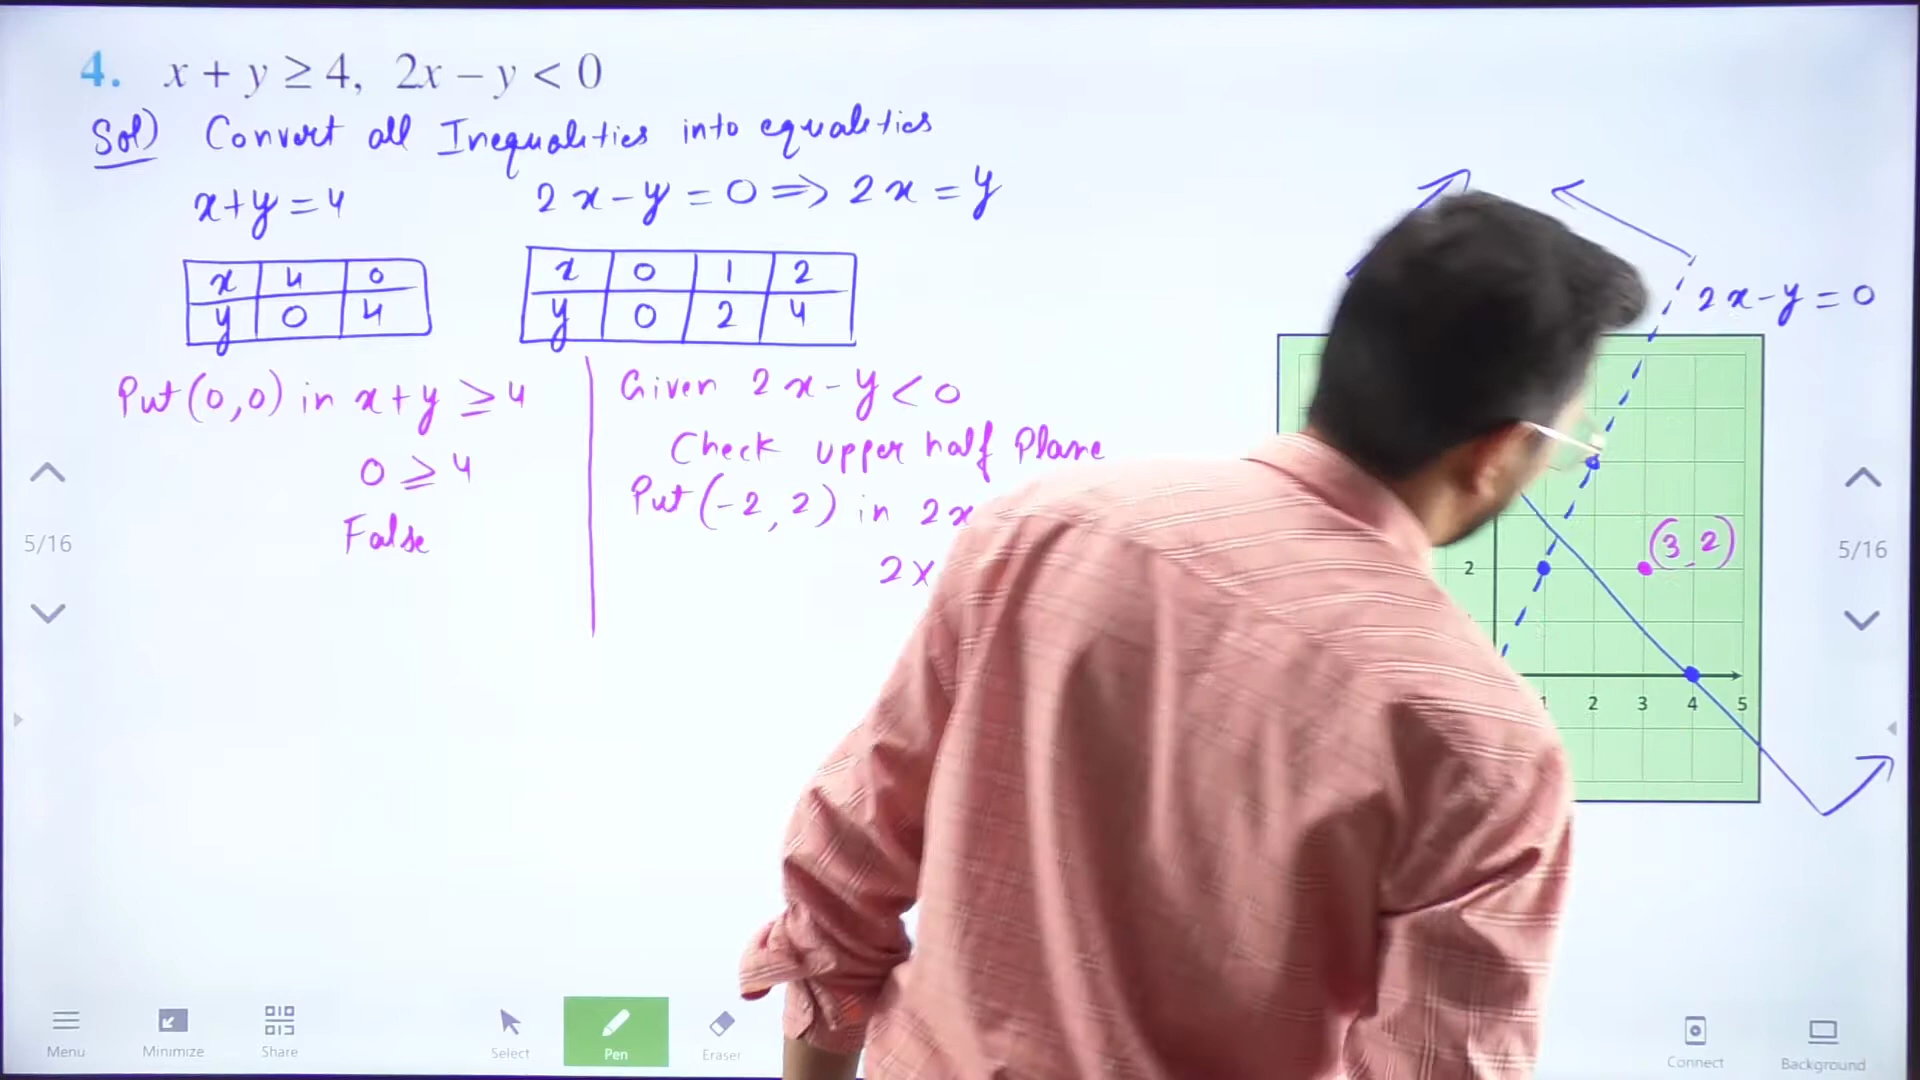 4. x + y ≥ 4, 2x – y < 0
Sol) Convert all Inequalities into equalities
x+y=4
2x-y=0⇒2x=y
x 4 0
y 0 4
x 0 1 2
y 0 2 4
Put (0,0) in x+y ≥ 4
0 ≥ 4
False
Given 2x-y<0
Check upper half Plane
Put (-2,2) in 2x
2x
2x-y=0
(3,2)
2
1 2 3 4 5
5/16
5/16
Menu
Minimize
Share
Select
Pen
Eraser
Connect
Background